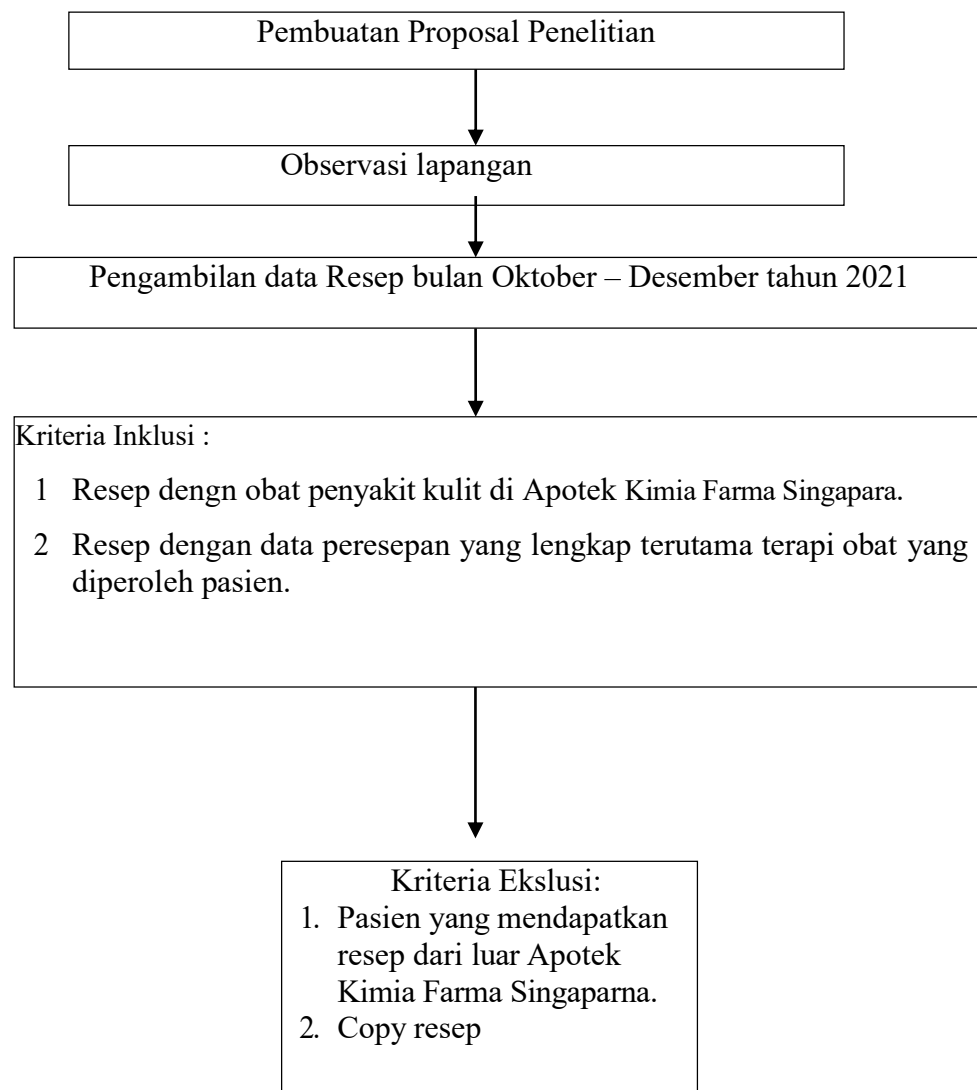 Pembuatan Proposal Penelitian
Observasi lapangan
Pengambilan data Resep bulan Oktober – Desember tahun 2021
Kriteria Inklusi :
1 Resep dengn obat penyakit kulit di Apotek Kimia Farma Singapara.
2 Resep dengan data peresepan yang lengkap terutama terapi obat yang
diperoleh pasien.
Kriteria Ekslusi:
1. Pasien yang mendapatkan
resep dari luar Apotek
Kimia Farma Singaparna.
2. Copy resep